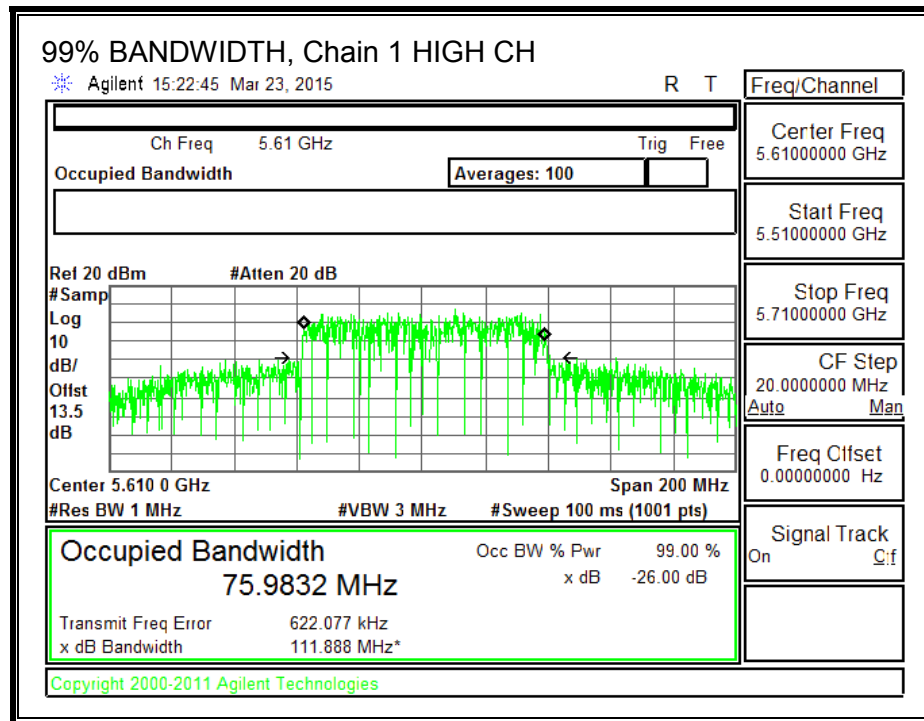 99% BANDWIDTH, Chain 1 HIGH CH
Agilent 15:22:45 Mar 23, 2015 R T
Freq/Channel
Ch Freq 5.61 GHz Trig Free
Occupied Bandwidth Averages: 100
Center Freq
5.61000000 GHz
Start Freq
5.51000000 GHz
Stop Freq
5.71000000 GHz
CF Step
20.0000000 MHz
Auto Man
Freq Offset
0.00000000 Hz
Signal Track
On Off
Ref 20 dBm #Atten 20 dB
#Samp
Log
10
dB/
Offst
13.5
dB
Center 5.610 0 GHz Span 200 MHz
#Res BW 1 MHz #VBW 3 MHz #Sweep 100 ms (1001 pts)
Occupied Bandwidth Occ BW % Pwr 99.00 %
75.9832 MHz x dB -26.00 dB
Transmit Freq Error 622.077 kHz
x dB Bandwidth 111.888 MHz*
Copyright 2000-2011 Agilent Technologies